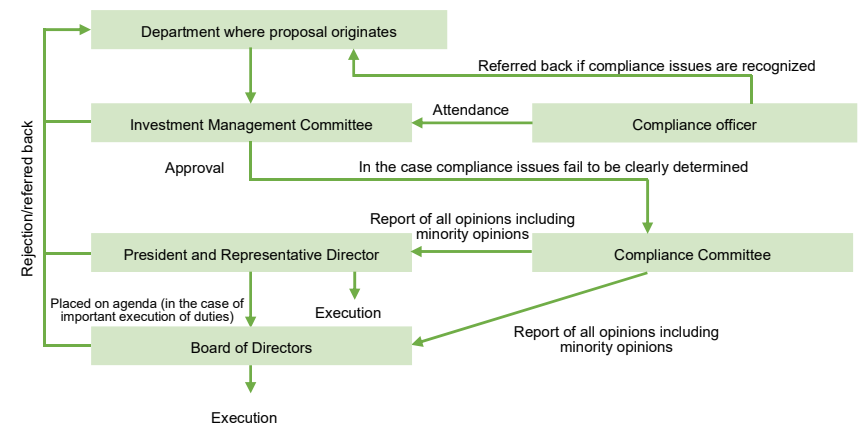 Department where proposal originates
Referred back if compliance issues are recognized
Attendance
Investment Management Committee
Compliance officer
Approval
In the case compliance issues fail to be clearly determined
Rejection/referred back
Report of all opinions including
minority opinions
President and Representative Director
Compliance Committee
Placed on agenda (in the case of
important execution of duties)
Execution
Report of all opinions including
minority opinions
Board of Directors
Execution